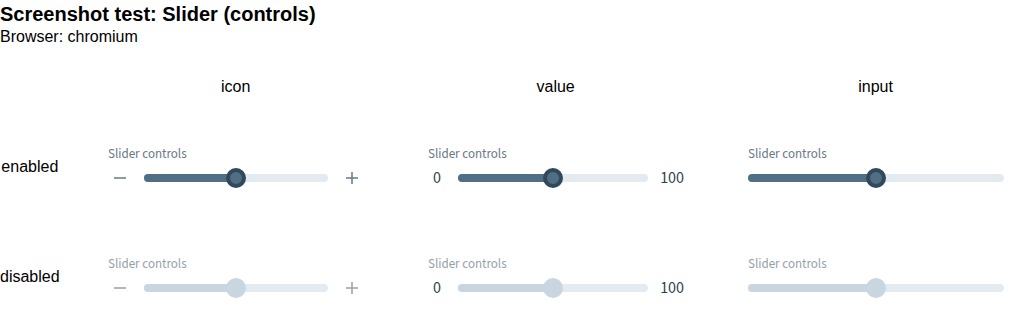 Screenshot test: Slider (controls)
Browser: chromium
icon value input
Slider controls Slider controls Slider controls
enabled
0 100
Slider controls Slider controls Slider controls
disabled
0 100